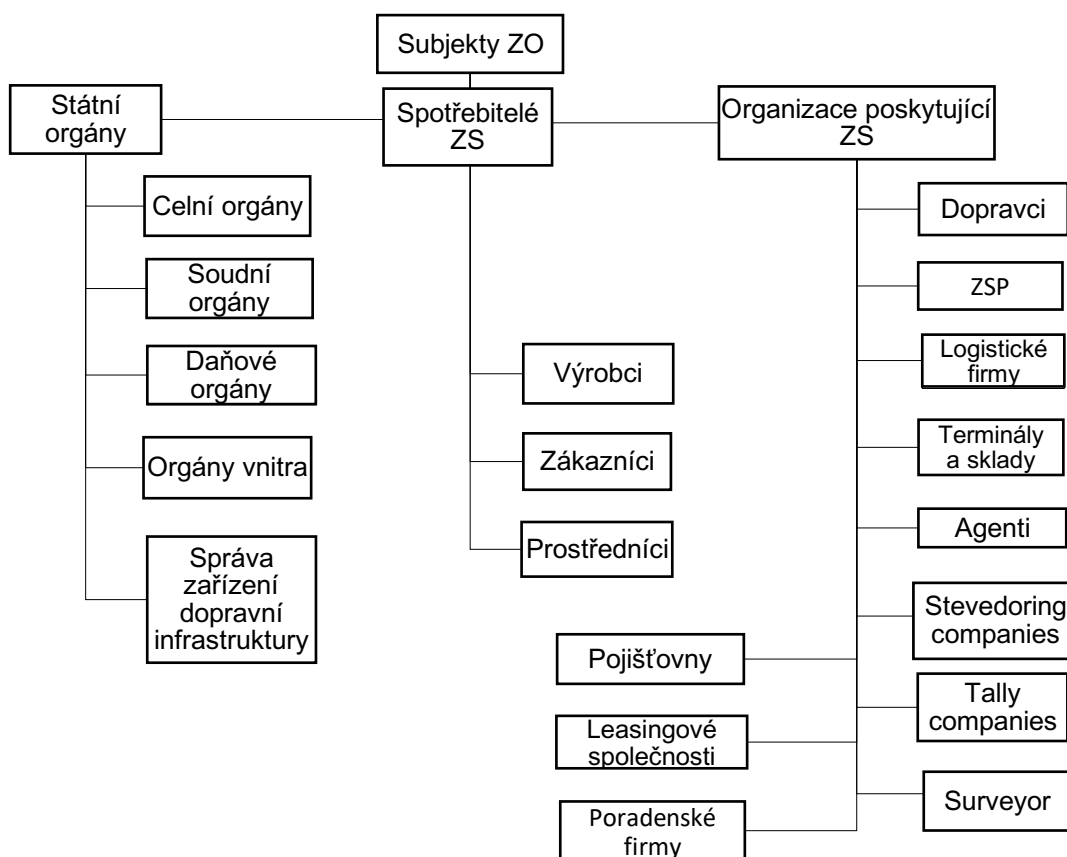 Subjekty ZO
Státní
orgány
Spotřebitelé
ZS
Organizace poskytující
ZS
Celní orgány
Soudní
orgány
Daňové
orgány
Orgány vnitra
Správa
zařízení
dopravní
infrastruktury
Výrobci
Zákazníci
Prostředníci
Dopravci
ZSP
Logistické
firmy
Terminály
a sklady
Agenti
Stevedoring
companies
Tally
companies
Surveyor
Pojišťovny
Leasingové
společnosti
Poradenské
firmy